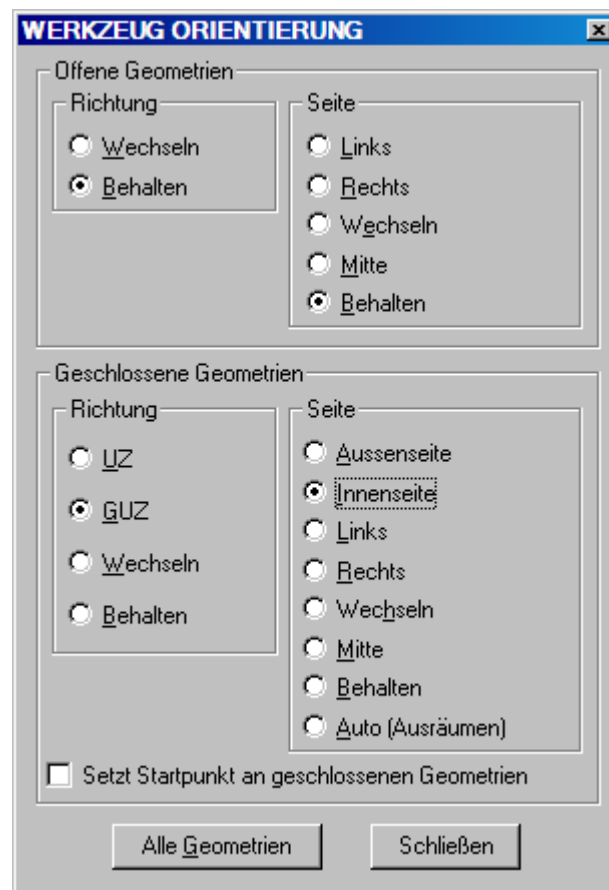 WERKZEUG ORIENTIERUNG
Offene Geometrien
Richtung
Wechseln
Behalten
Seite
Links
Rechts
Wechseln
Mitte
Behalten
Geschlossene Geometrien
Richtung
UZ
GUZ
Wechseln
Behalten
Seite
Aussenseite
Innenseite
Links
Rechts
Wechseln
Mitte
Behalten
Auto (Ausräumen)
Setzt Startpunkt an geschlossenen Geometrien
Alle Geometrien
Schließen